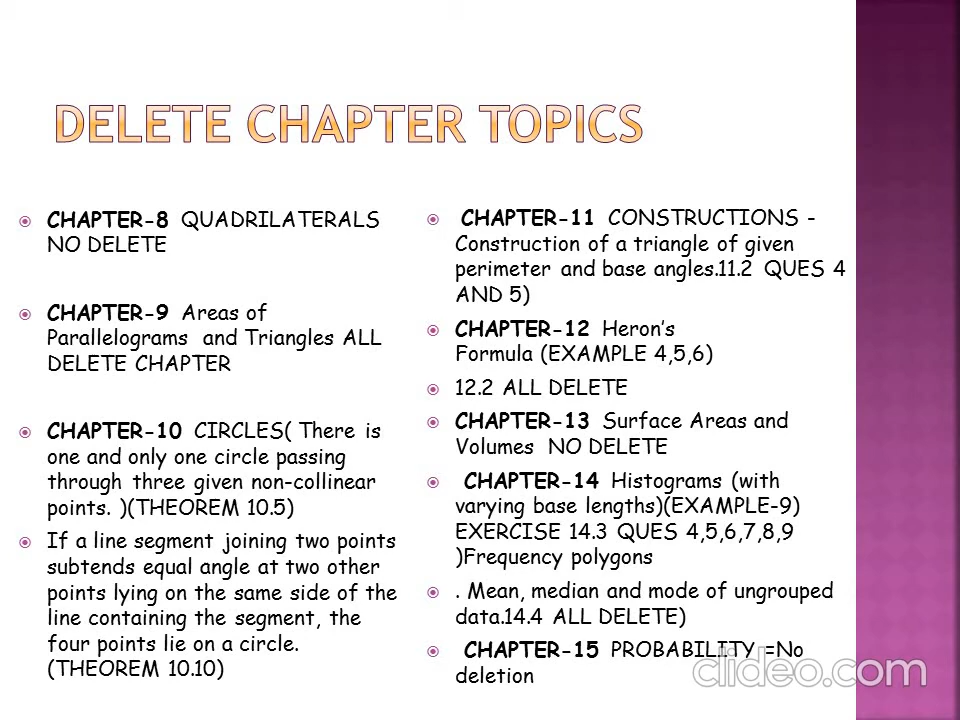 DELETE CHAPTER TOPICS
CHAPTER-8 QUADRILATERALS
NO DELETE
CHAPTER-9 Areas of
Parallelograms and Triangles ALL
DELETE CHAPTER
CHAPTER-10 CIRCLES( There is
one and only one circle passing
through three given non-collinear
points. )(THEOREM 10.5)
If a line segment joining two points
subtends equal angle at two other
points lying on the same side of the
line containing the segment, the
four points lie on a circle.
(THEOREM 10.10)
CHAPTER-11 CONSTRUCTIONS -
Construction of a triangle of given
perimeter and base angles.11.2 QUES 4
AND 5)
CHAPTER-12 Heron’s
Formula (EXAMPLE 4,5,6)
12.2 ALL DELETE
CHAPTER-13 Surface Areas and
Volumes NO DELETE
CHAPTER-14 Histograms (with
varying base lengths)(EXAMPLE-9)
EXERCISE 14.3 QUES 4,5,6,7,8,9
)Frequency polygons
. Mean, median and mode of ungrouped
data.14.4 ALL DELETE)
CHAPTER-15 PROBABILITY =No
deletion
clideo.com